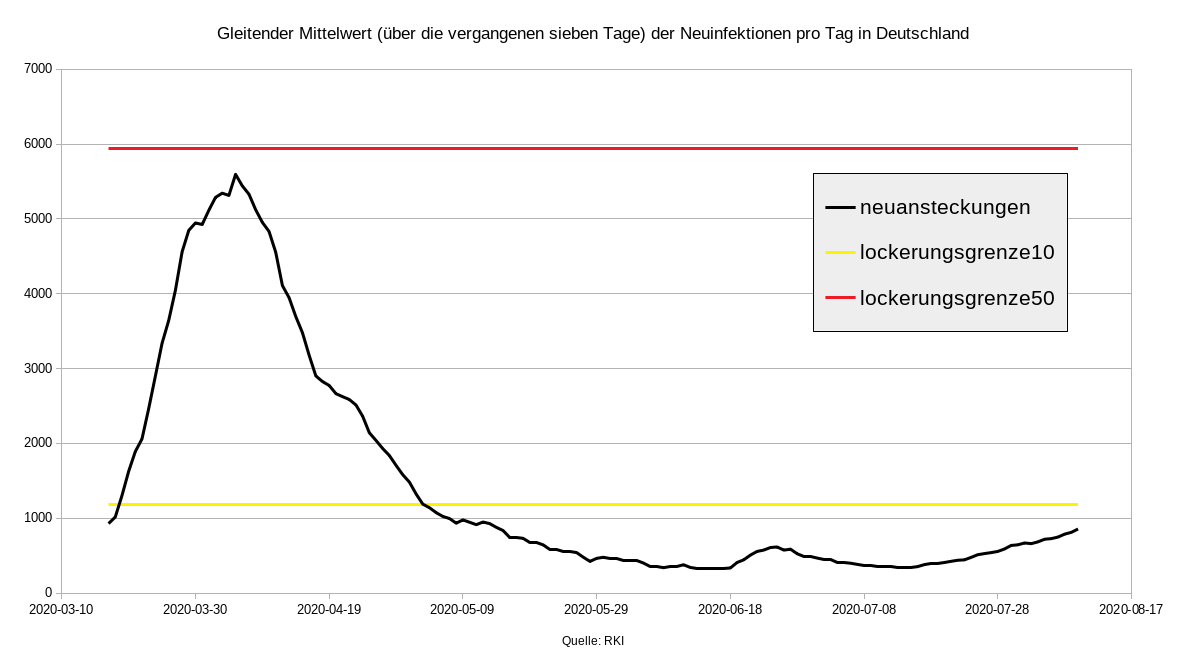 Gleitender Mittelwert (über die vergangenen sieben Tage) der Neuinfektionen pro Tag in Deutschland
7000
6000
5000
4000
3000
2000
1000
0
neuansteckungen
lockerungsgrenze10
lockerungsgrenze50
2020-03-10 2020-03-30 2020-04-19 2020-05-09 2020-05-29 2020-06-18 2020-07-08 2020-07-28 2020-08-17
Quelle: RKI